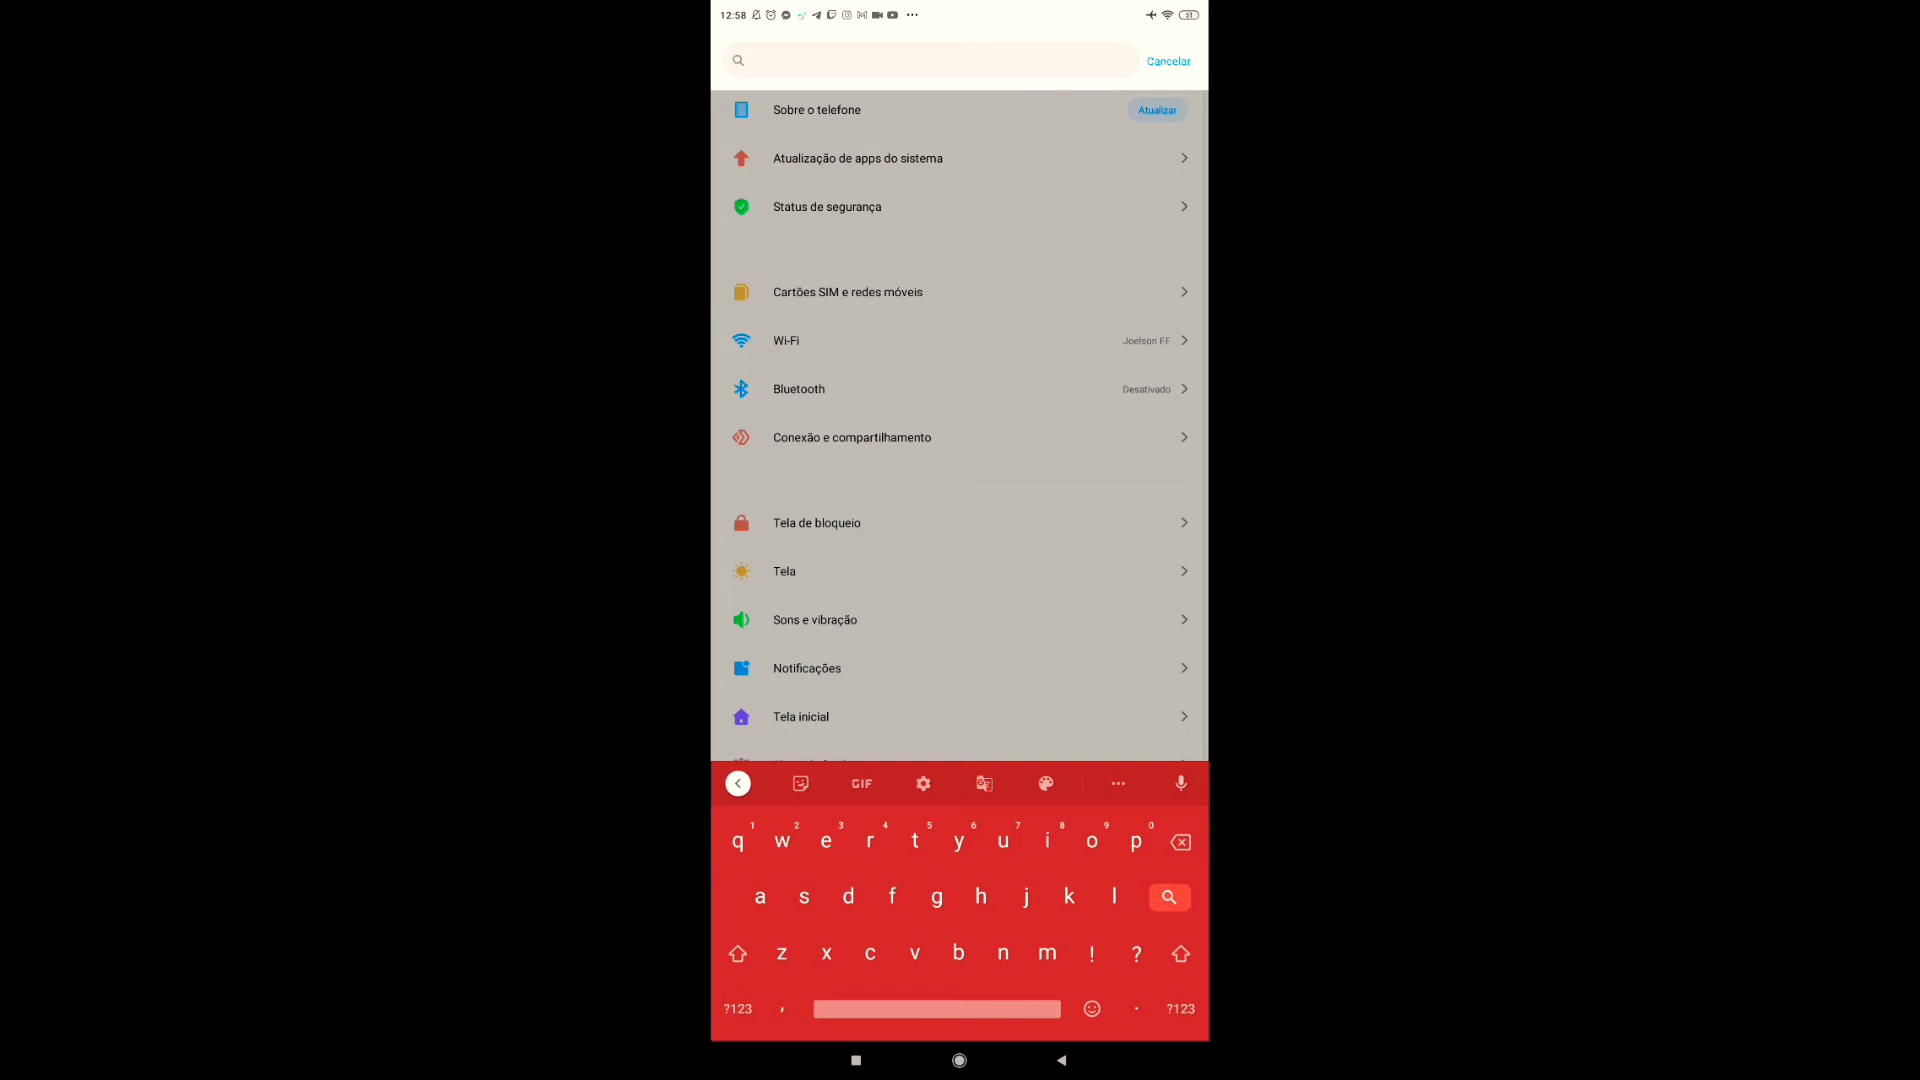 12:58
51
Cancelar
Sobre o telefone
Atualizar
Atualização de apps do sistema
Status de segurança
Cartões SIM e redes móveis
Wi-Fi
Joelson FF
Bluetooth
Desativado
Conexão e compartilhamento
Tela de bloqueio
Tela
Sons e vibração
Notificações
Tela inicial
GIF
1 2 3 4 5 6 7 8 9 0
q w e r t y u i o p
a s d f g h j k l
z x c v b n m ! ?
?123 , . ?123